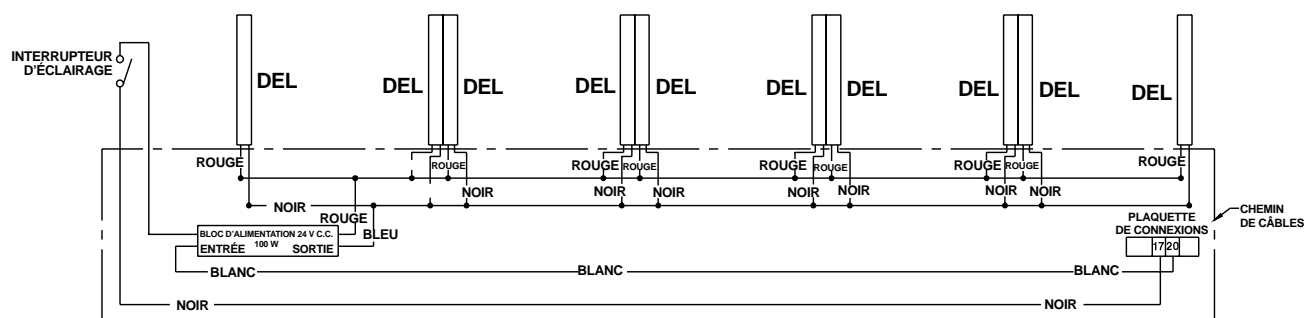 INTERRUPTEUR
D'ÉCLAIRAGE
DEL
DEL DEL
DEL DEL
DEL DEL
DEL DEL
DEL
ROUGE
ROUGE
ROUGE
ROUGE
ROUGE
ROUGE
ROUGE
ROUGE
ROUGE
NOIR
NOIR
NOIR
NOIR
NOIR
NOIR
NOIR
NOIR
ROUGE
BLEU
BLOC D'ALIMENTATION 24 V C.C.
100 W
ENTRÉE SORTIE
PLAQUETTE
DE CONNEXIONS
17 20
CHEMIN
DE CÂBLES
BLANC
BLANC
BLANC
NOIR
NOIR